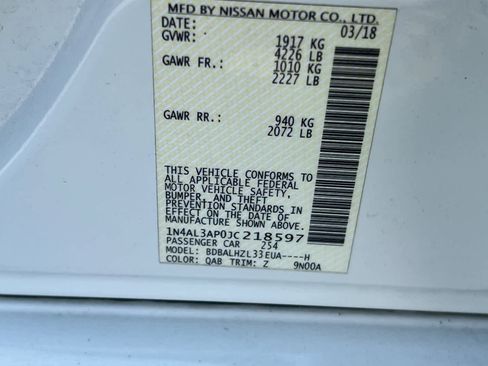 MFD BY NISSAN MOTOR CO., LTD.
DATE: 03/18
GVWR: 1917 KG
4226 LB
GAWR FR.: 1010 KG
2227 LB
GAWR RR.: 940 KG
2072 LB
THIS VEHICLE CONFORMS TO
ALL APPLICABLE FEDERAL
MOTOR VEHICLE SAFETY,
BUMPER, AND THEFT
PREVENTION STANDARDS IN
EFFECT ON THE DATE OF
MANUFACTURE SHOWN ABOVE.
1N4AL3AP0JC218597
PASSENGER CAR 254
MODEL: BDBALHZL33EUA----H
COLOR: QAB TRIM: Z 9N00A